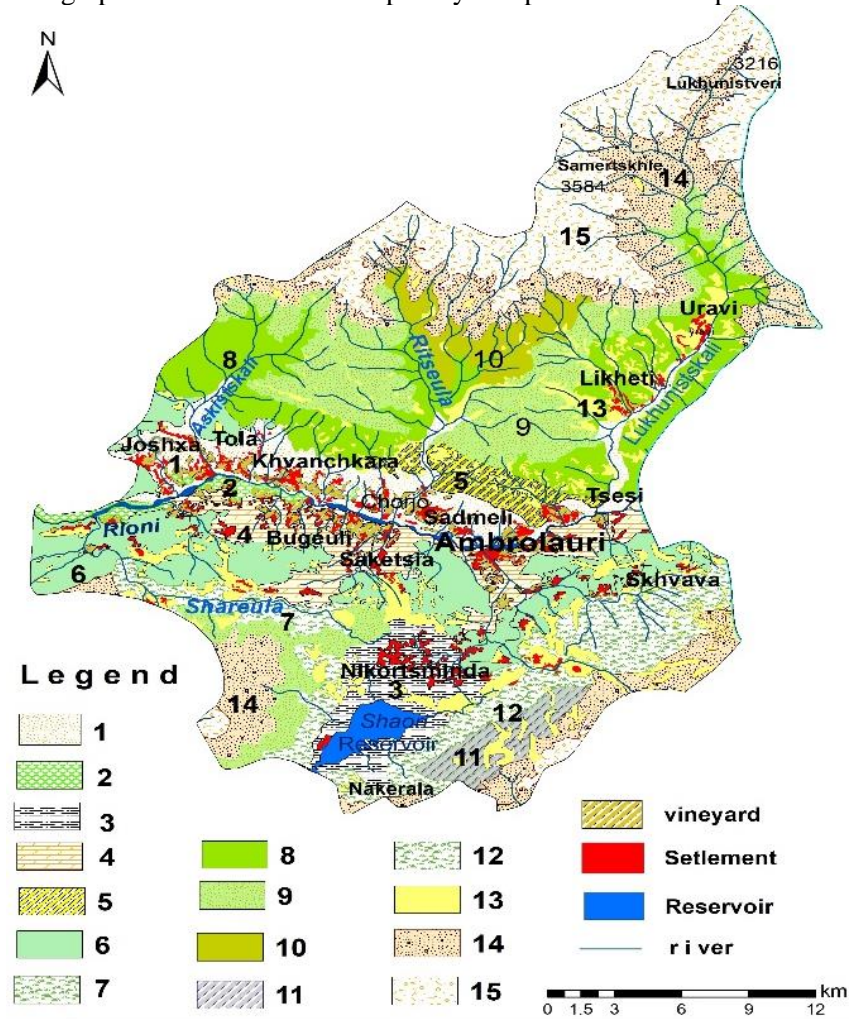 N
3216
Lukhunistveri
Samertskhle
3584
14
15
Uravi
Ritseula
10
8
Likheti
Lukhunistskali
13
Askistskali
9
Joshxa
Tola
1
Khvanchkara
5
2
Chorjo
Tsesi
Sadmeli
Rioni
4
Bugeuli
Ambrolauri
Saketsia
6
Skhvava
Shareula
7
Legend
Nikortsminda
3
14
12
Shaori
Reservoir
11
Nakerala
1
2
3
4
5
6
7
8
9
10
11
12
13
14
15
vineyard
Setlement
Reservoir
river
km
0 1.5 3 6 9 12